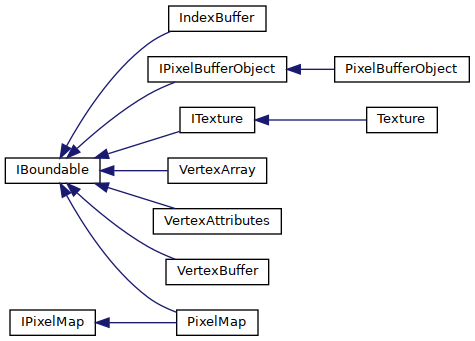 IndexBuffer
IPixelBufferObject
PixelBufferObject
ITexture
Texture
IBoundable
VertexArray
VertexAttributes
VertexBuffer
IPixelMap
PixelMap